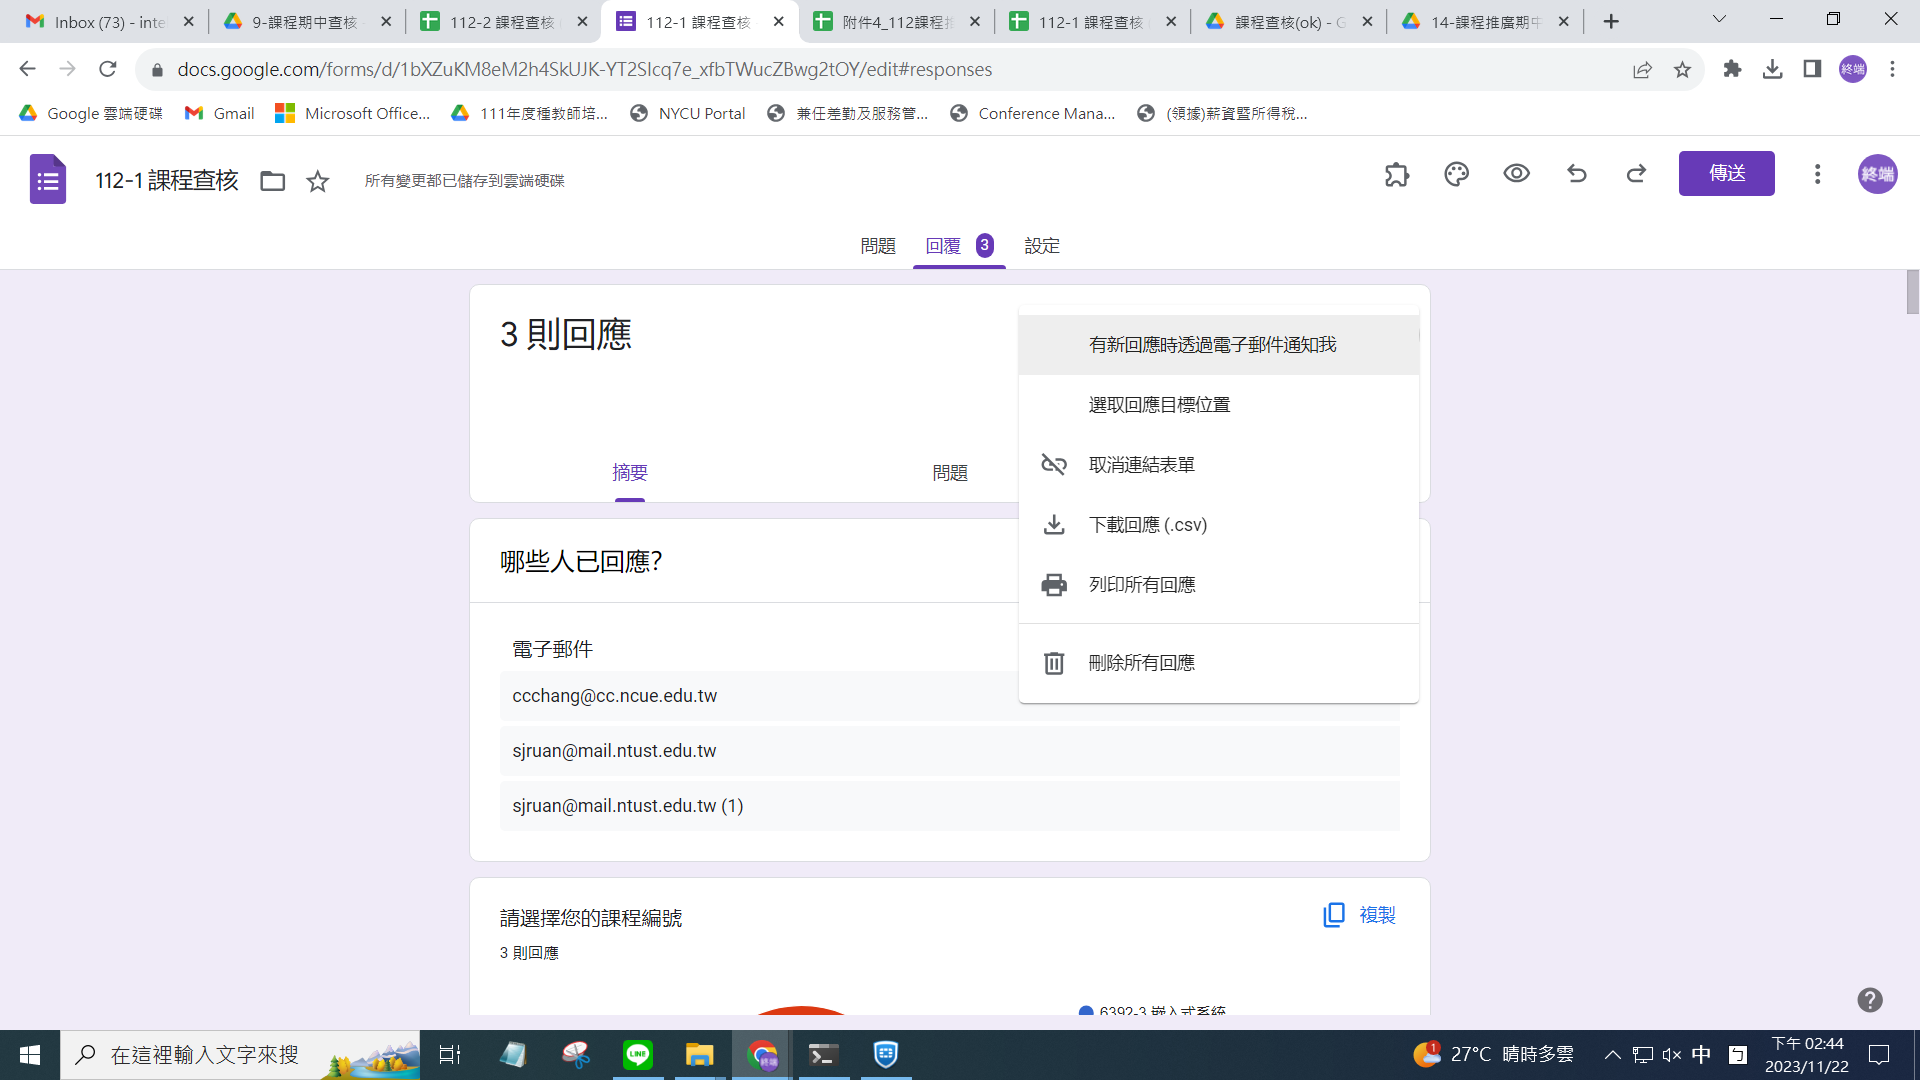 Inbox (73) - inte
9-課程期中查核 -
112-2 課程查核 (
112-1 課程查核 -
附件4_112課程推
112-1 課程查核 (
課程查核(ok) - G
14-課程推廣期中
docs.google.com/forms/d/1bXZuKM8eM2h4SkUJK-YT2SIcq7e_xfbTWucZBwg2tOY/edit#responses
終端
Google 雲端硬碟
Gmail
Microsoft Office...
111年度種教師培...
NYCU Portal
兼任差勤及服務管...
Conference Mana...
(領據)薪資暨所得稅...
112-1 課程查核
所有變更都已儲存到雲端硬碟
傳送
終端
問題
回覆 3
設定
3 則回應
有新回應時透過電子郵件通知我
選取回應目標位置
取消連結表單
下載回應 (.csv)
列印所有回應
刪除所有回應
摘要
問題
哪些人已回應?
電子郵件
ccchang@cc.ncue.edu.tw
sjruan@mail.ntust.edu.tw
sjruan@mail.ntust.edu.tw (1)
請選擇您的課程編號
3 則回應
複製
6392-3 嵌入式系統
在這裡輸入文字來搜
LINE
1
27°C 晴時多雲
中
下午 02:44
2023/11/22